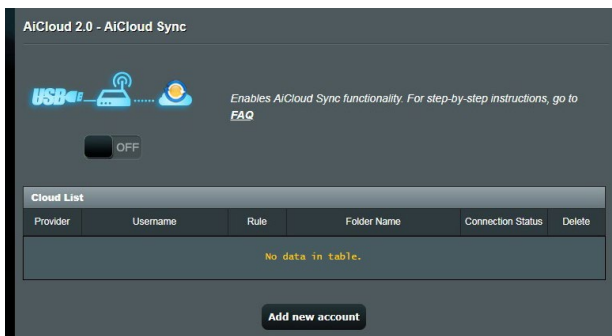 AiCloud 2.0 - AiCloud Sync
USB
Enables AiCloud Sync functionality. For step-by-step instructions, go to
FAQ
OFF
Cloud List
Provider Username Rule Folder Name Connection Status Delete
No data in table.
Add new account